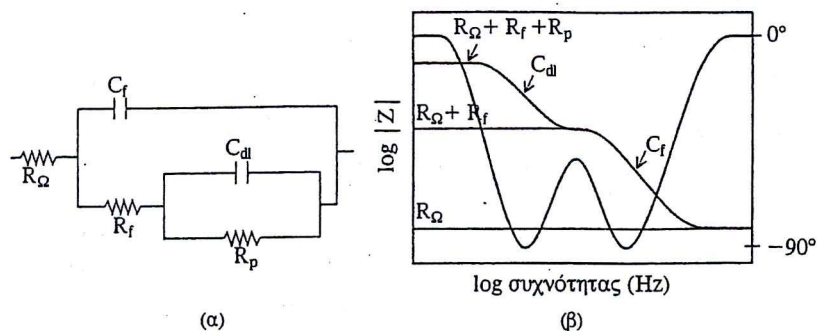 C_f
C_dl
R_Ω
R_f
R_p
(α)
R_Ω + R_f + R_p
0°
C_dl
R_Ω + R_f
C_f
log |Z|
R_Ω
−90°
log συχνότητας (Hz)
(β)